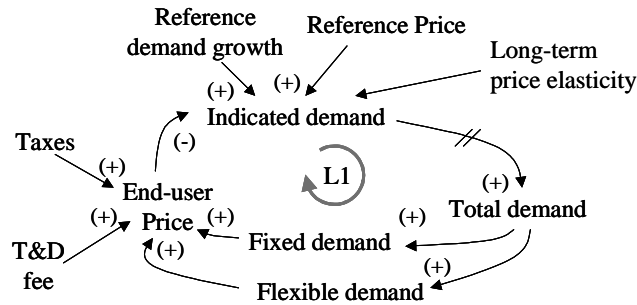 Reference
demand growth
Reference Price
Long-term
price elasticity
(+)
(+)
Indicated demand
Taxes
(-)
(+)
L1
(+)
End-user
Price
(+)
(+)
(+)
Total demand
T&D
fee
(+)
Fixed demand
(+)
Flexible demand